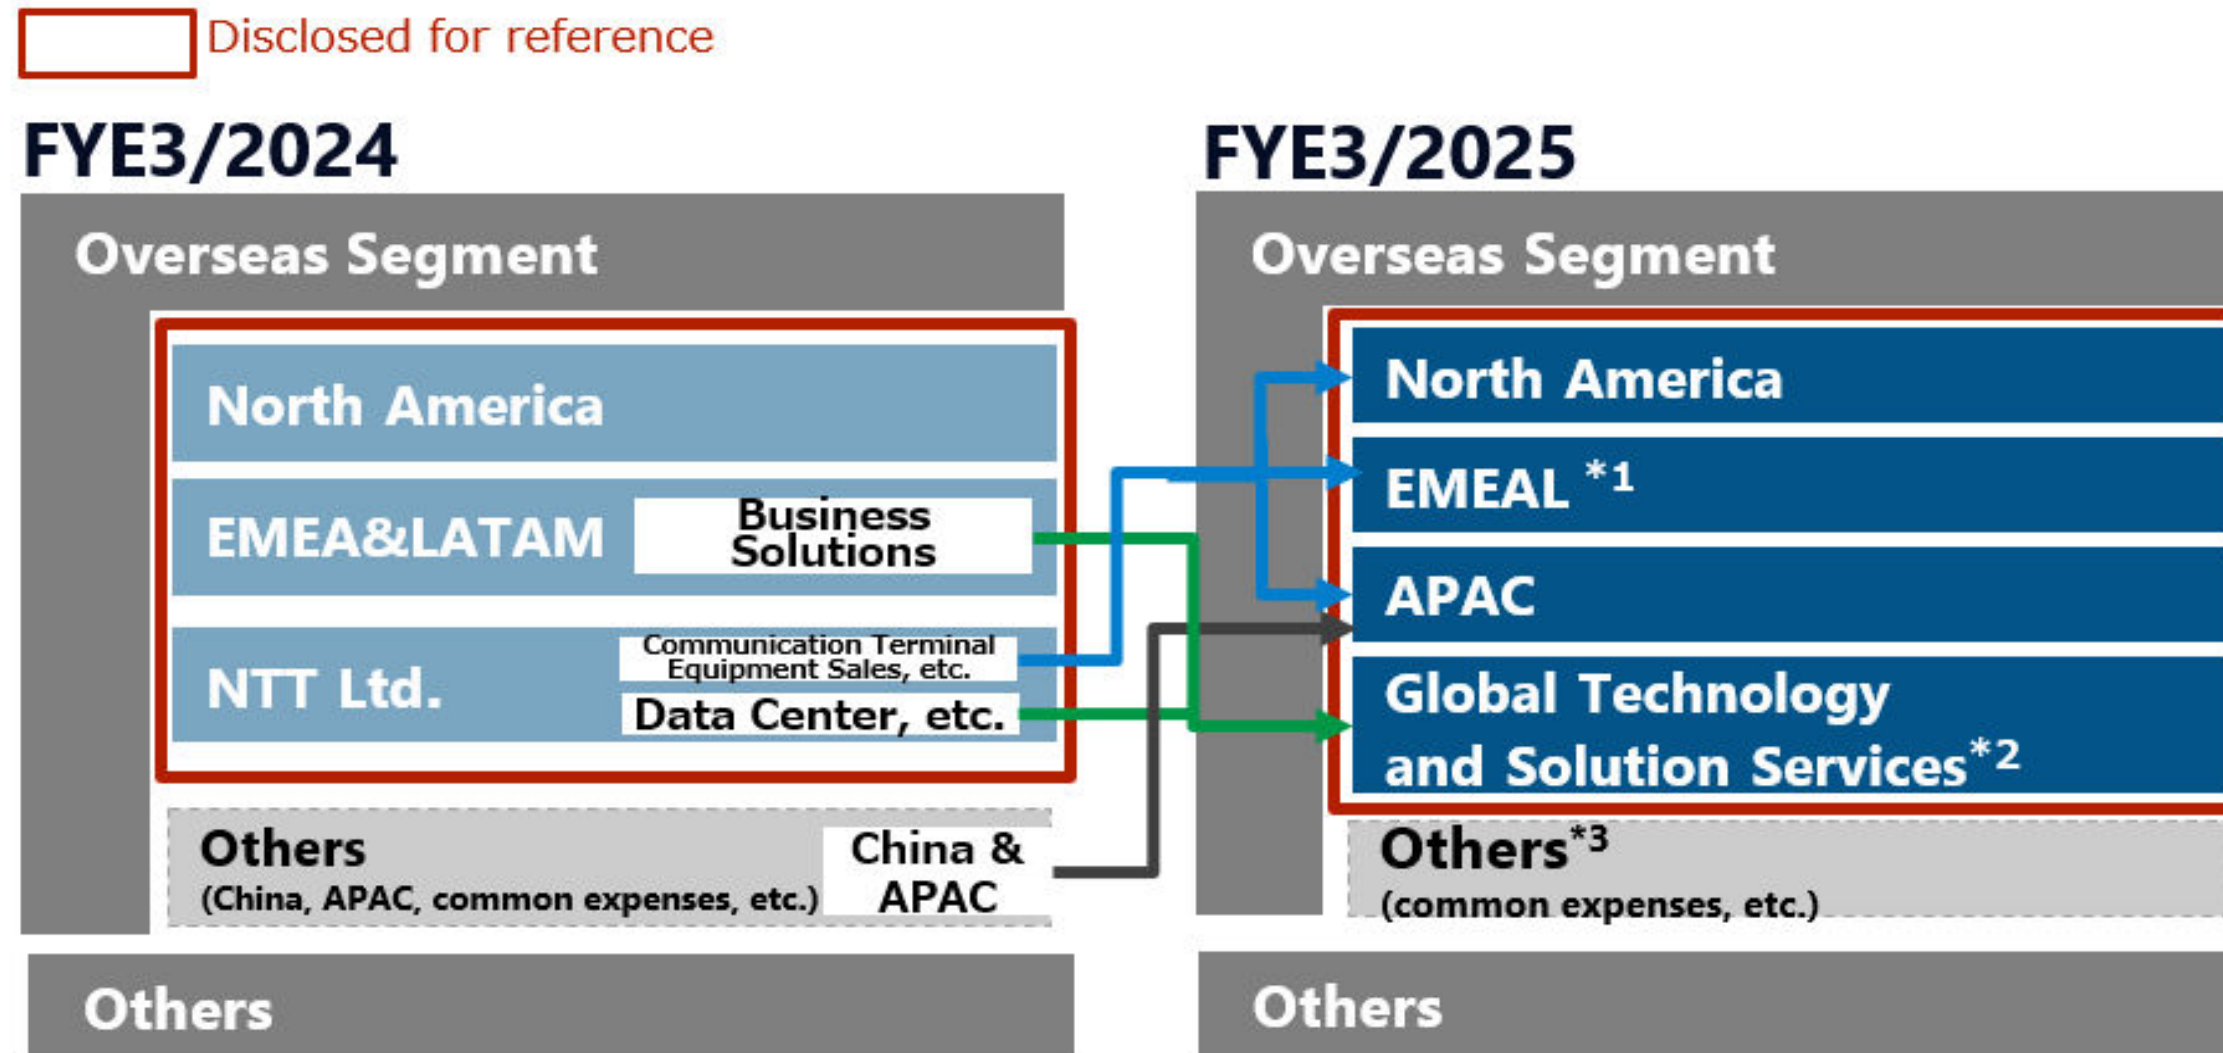 Disclosed for reference
FYE3/2024
Overseas Segment
North America
EMEA&LATAM
Business
Solutions
NTT Ltd.
Communication Terminal
Equipment Sales, etc.
Data Center, etc.
Others
(China, APAC, common expenses, etc.)
China &
APAC
Others
FYE3/2025
Overseas Segment
North America
EMEAL *1
APAC
Global Technology
and Solution Services*2
Others*3
(common expenses, etc.)
Others